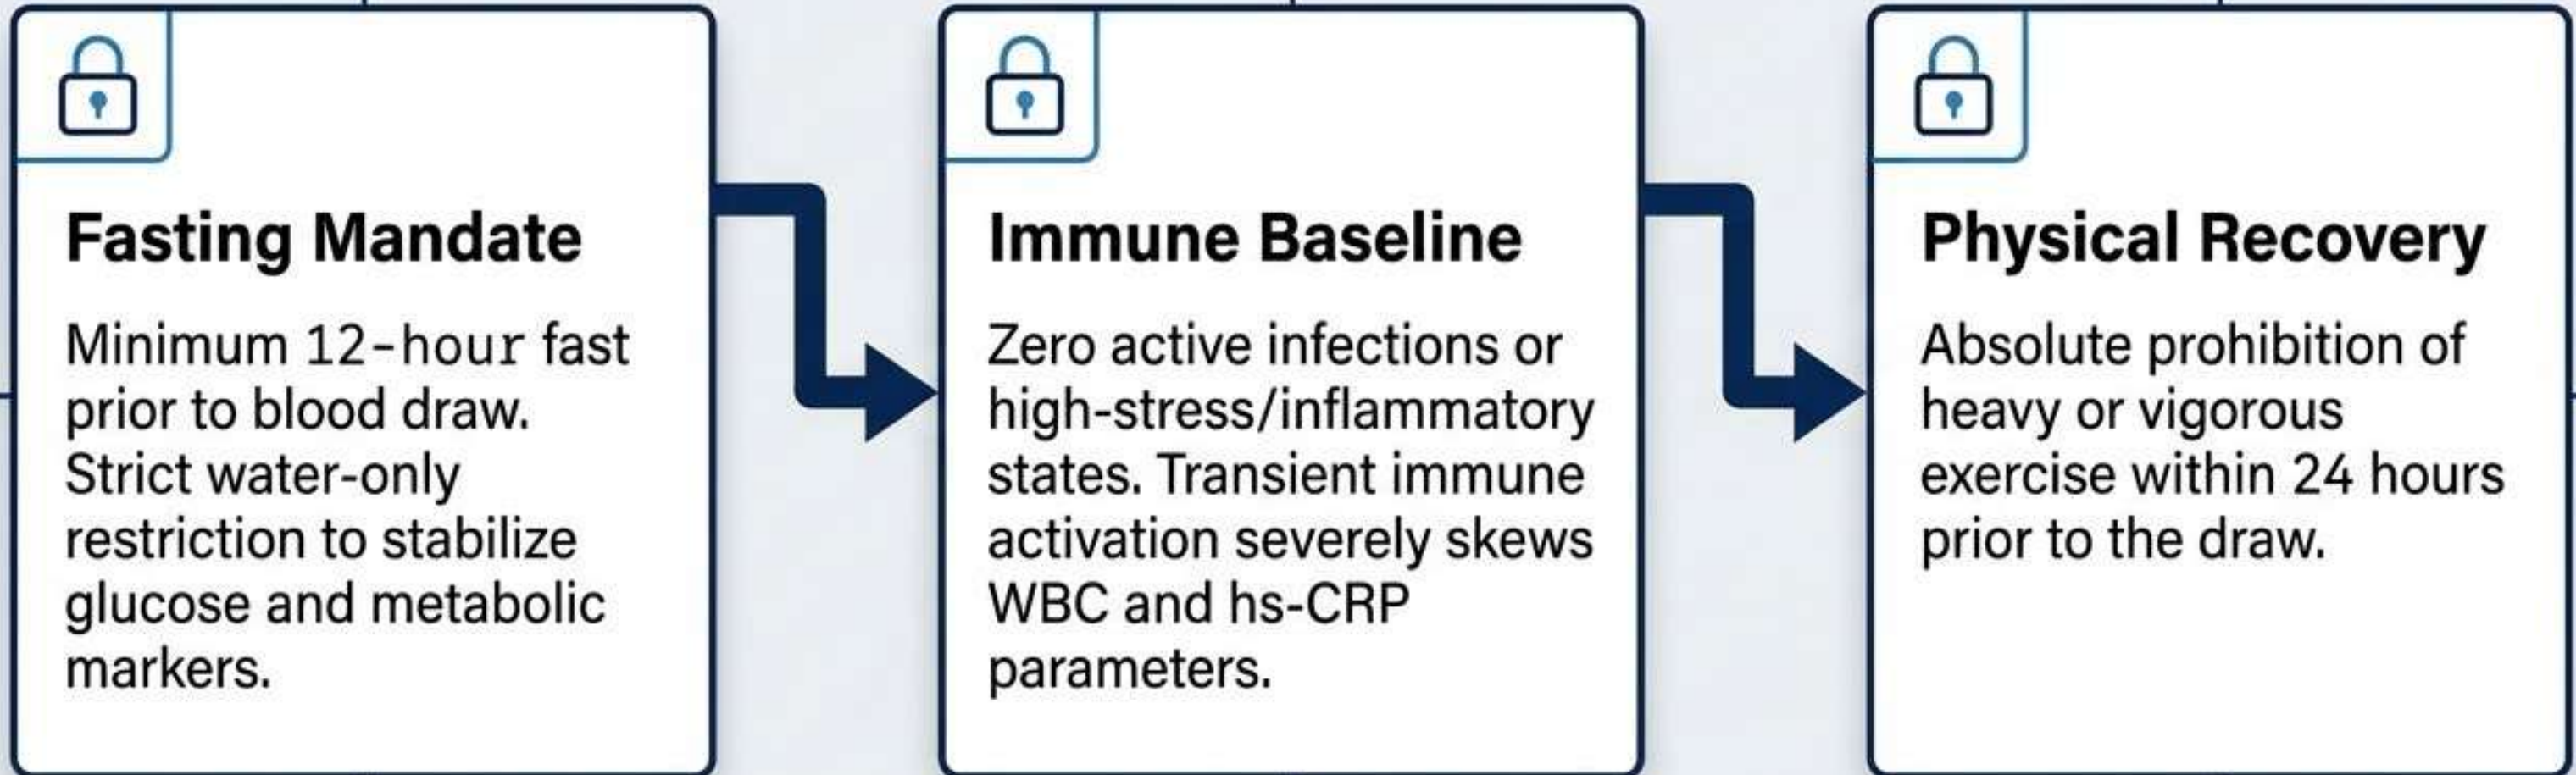 Fasting Mandate
Minimum 12-hour fast
prior to blood draw.
Strict water-only
restriction to stabilize
glucose and metabolic
markers.
Immune Baseline
Zero active infections or
high-stress/inflammatory
states. Transient immune
activation severely skews
WBC and hs-CRP
parameters.
Physical Recovery
Absolute prohibition of
heavy or vigorous
exercise within 24 hours
prior to the draw.